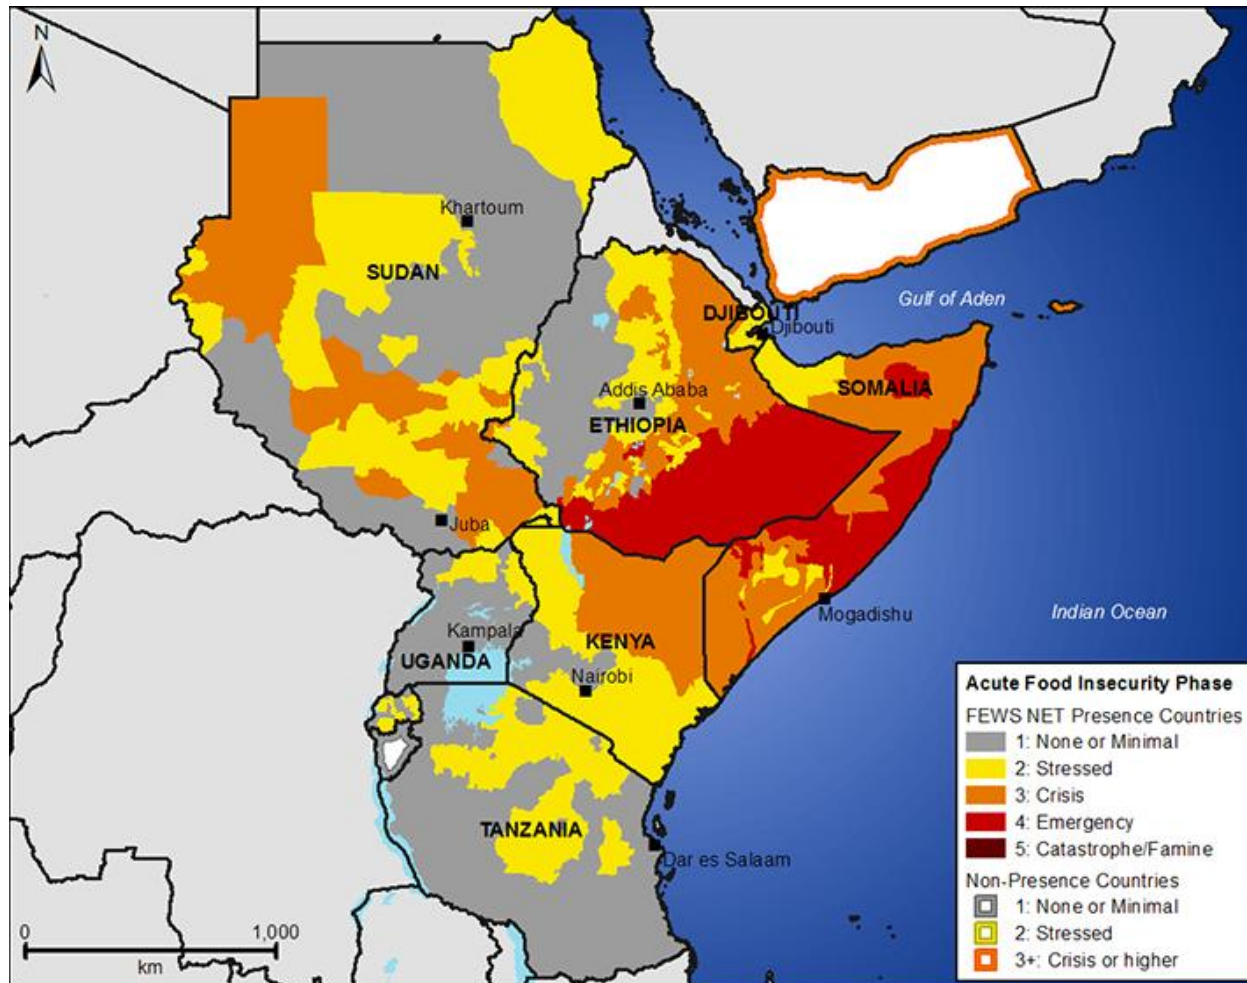 N
Khartoum
SUDAN
Gulf of Aden
DJIBOUTI
Djibouti
Addis Ababa
SOMALIA
ETHIOPIA
Juba
Mogadishu
Indian Ocean
Kampala
KENYA
UGANDA
Nairobi
TANZANIA
Dar es Salaam
0 1,000
km
Acute Food Insecurity Phase
FEWS NET Presence Countries
1: None or Minimal
2: Stressed
3: Crisis
4: Emergency
5: Catastrophe/Famine
Non-Presence Countries
1: None or Minimal
2: Stressed
3+: Crisis or higher